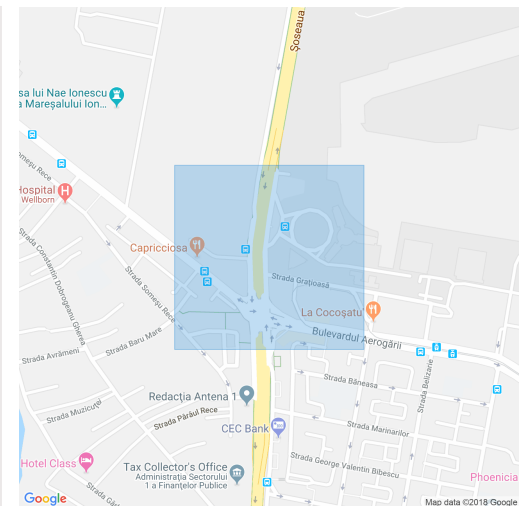 Șoseaua
sa lui Nae Ionescu
a Mareșalului Ion...
Someșu Rece
Hospital
Wellborn
Capricciosa
Strada Constantin Dobrogeanu Gherea
Strada Someșu Rece
Strada Grațioasă
La Cocoșatu
Strada Baru Mare
Bulevardul Aerogării
Strada Avrămeni
Strada Băneasa
Strada Belizarie
Redacția Antena 1
Strada Muzicuței
Strada Pârâul Rece
CEC Bank
Strada Marinarilor
Hotel Class
Tax Collector's Office
Administrația Sectorului
1 a Finanțelor Publice
Strada George Valentin Bibescu
Phoenicia
Google
Map data ©2018 Google